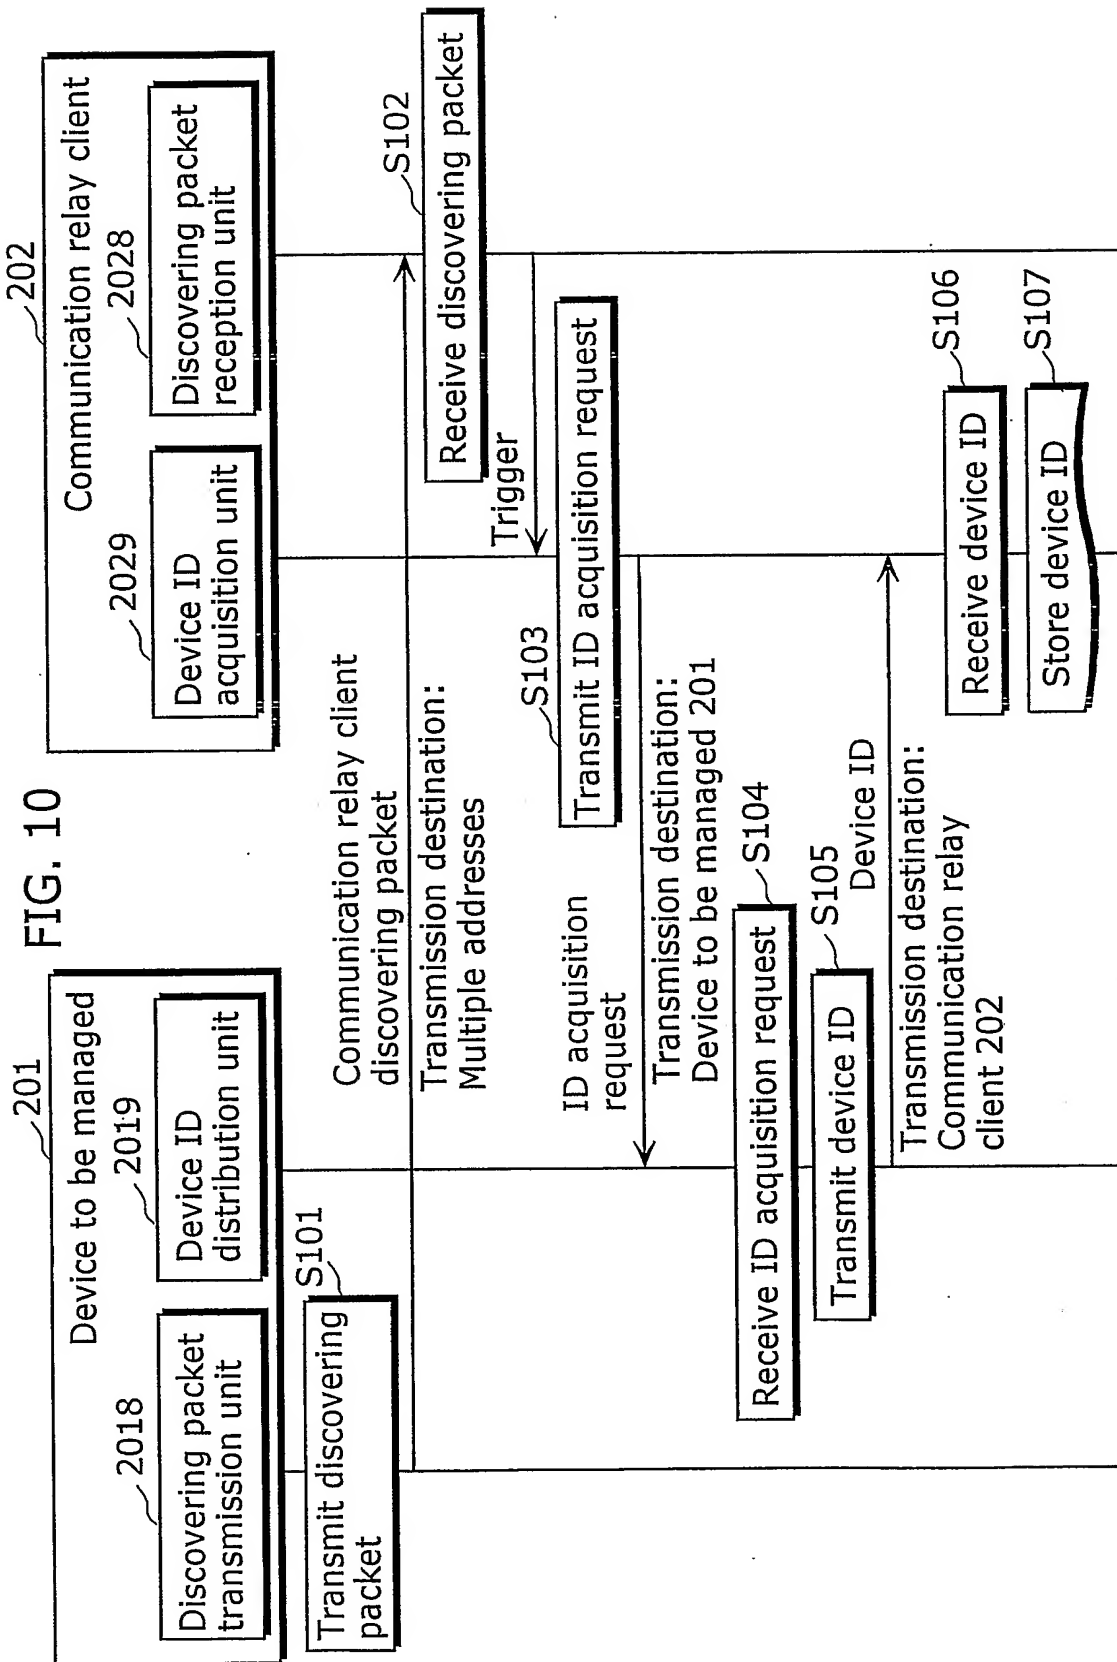 FIG. 10
201
Device to be managed
2018
Discovering packet
transmission unit
2019
Device ID
distribution unit
202
Communication relay client
2029
Device ID
acquisition unit
2028
Discovering packet
reception unit
S101
Transmit discovering
packet
Communication relay client
discovering packet
Transmission destination:
Multiple addresses
S102
Receive discovering packet
Trigger
S103
Transmit ID acquisition request
ID acquisition
request
Transmission destination:
Device to be managed 201
S104
Receive ID acquisition request
S105
Transmit device ID
Device ID
Transmission destination:
Communication relay
client 202
S106
Receive device ID
S107
Store device ID